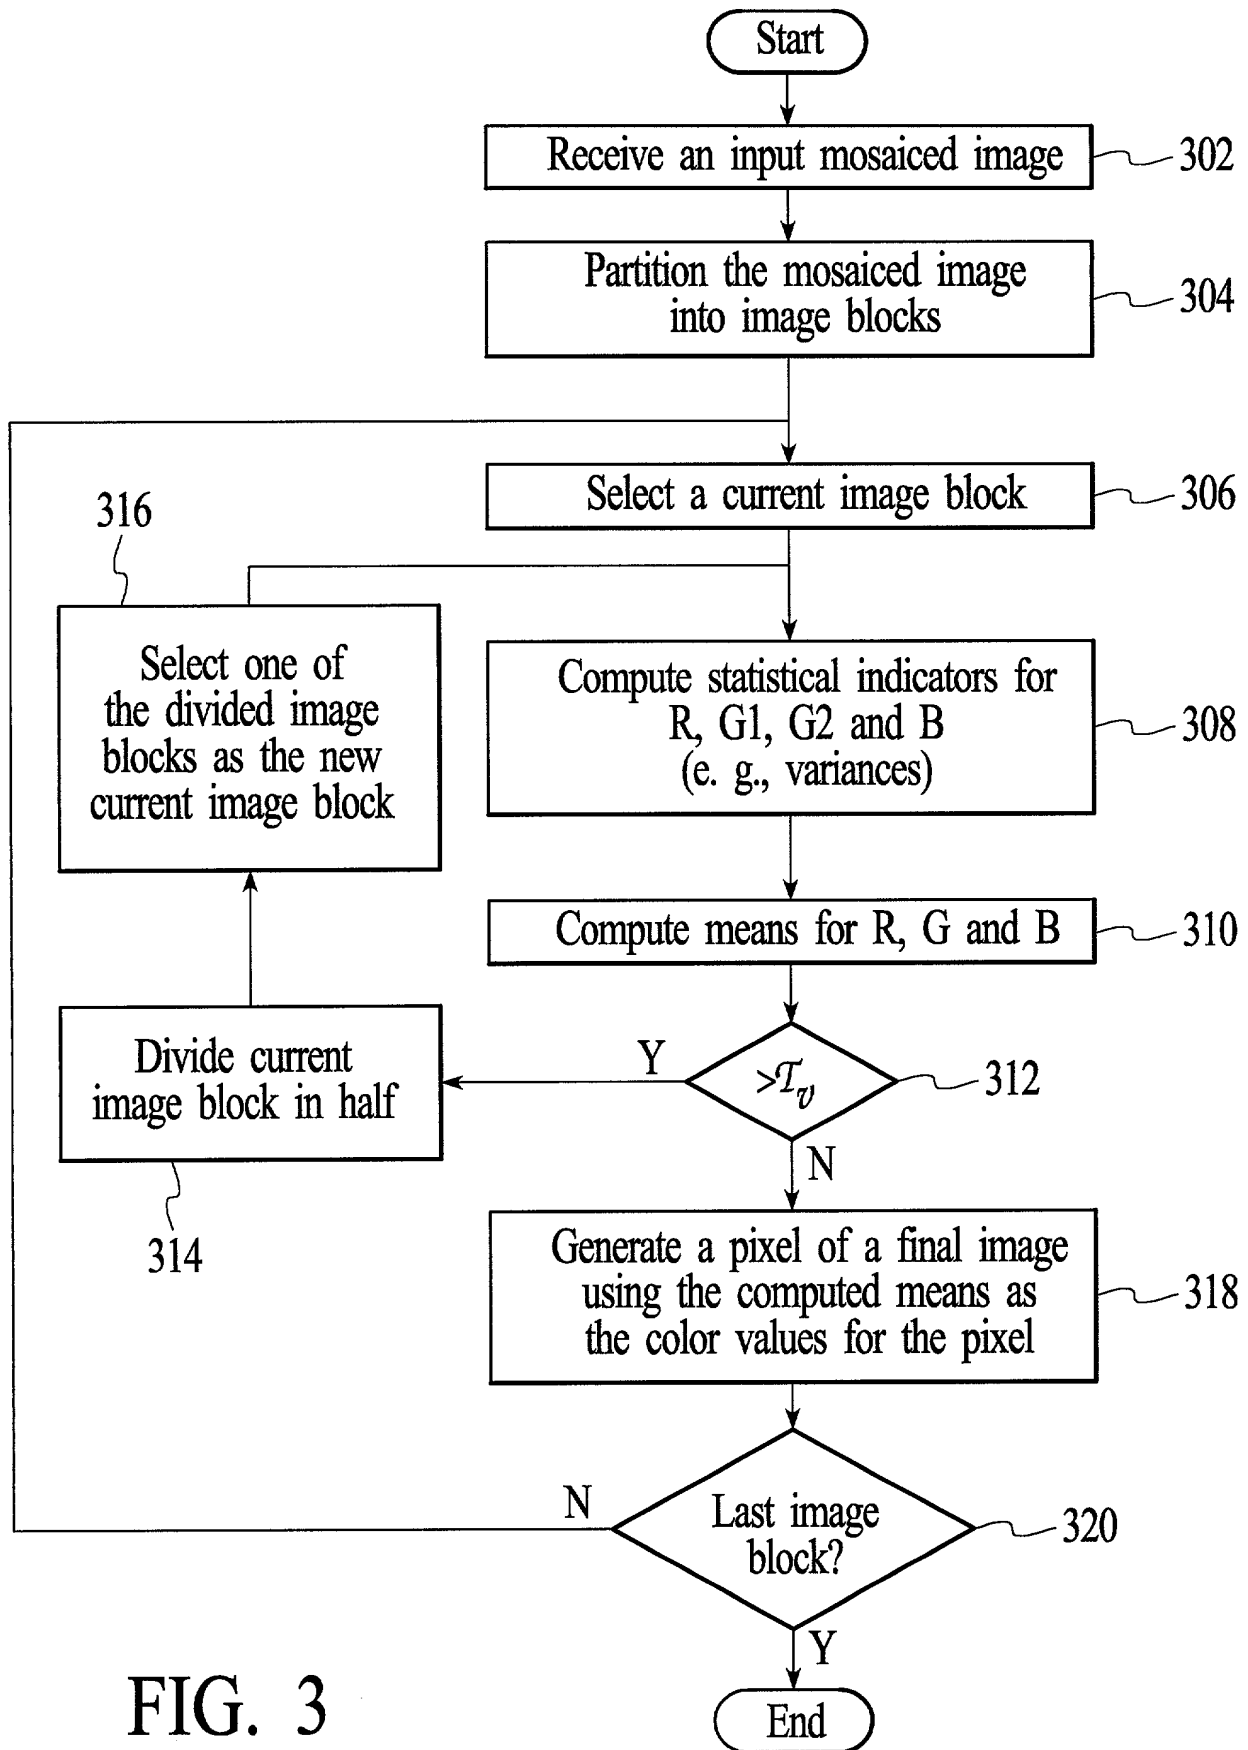 Start
Receive an input mosaiced image
302
Partition the mosaiced image
into image blocks
304
Select a current image block
306
316
Select one of
the divided image
blocks as the new
current image block
Compute statistical indicators for
R, G1, G2 and B
(e. g., variances)
308
Compute means for R, G and B
310
Divide current
image block in half
314
Y
>Tv
312
N
Generate a pixel of a final image
using the computed means as
the color values for the pixel
318
N
Last image
block?
320
Y
End
FIG. 3